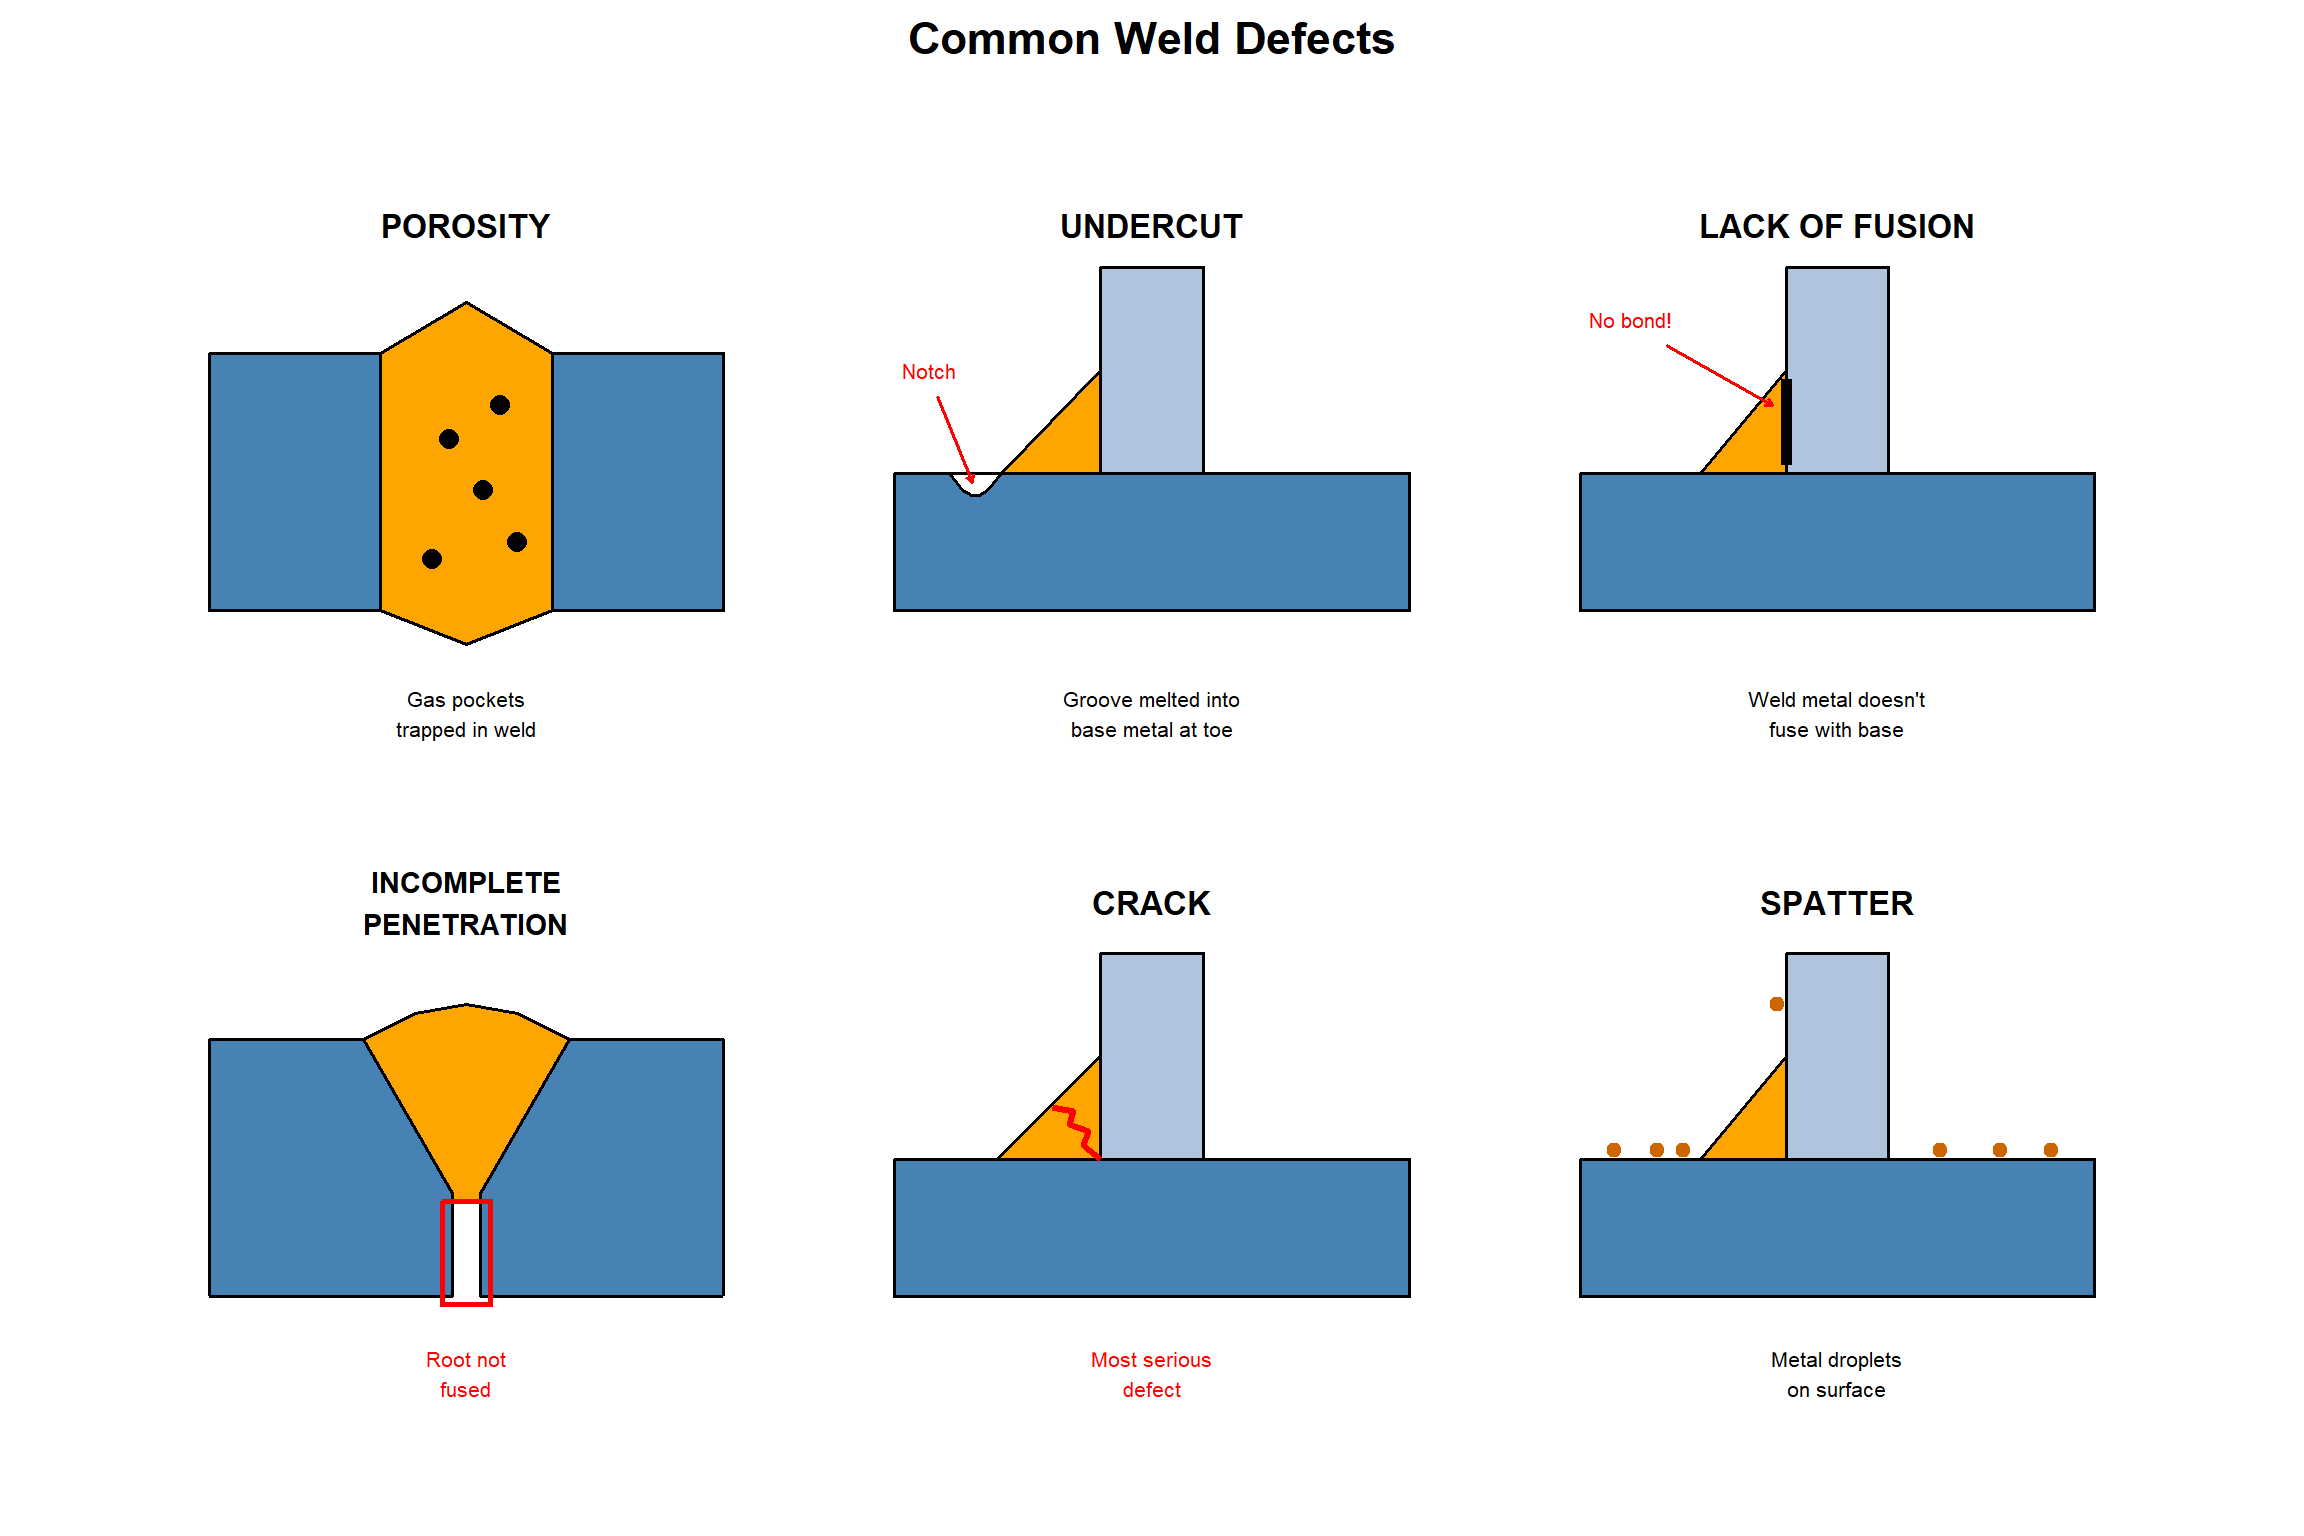 Common Weld Defects
POROSITY
UNDERCUT
LACK OF FUSION
No bond!
Notch
Gas pockets
trapped in weld
Groove melted into
base metal at toe
Weld metal doesn't
fuse with base
INCOMPLETE
PENETRATION
CRACK
SPATTER
Root not
fused
Most serious
defect
Metal droplets
on surface